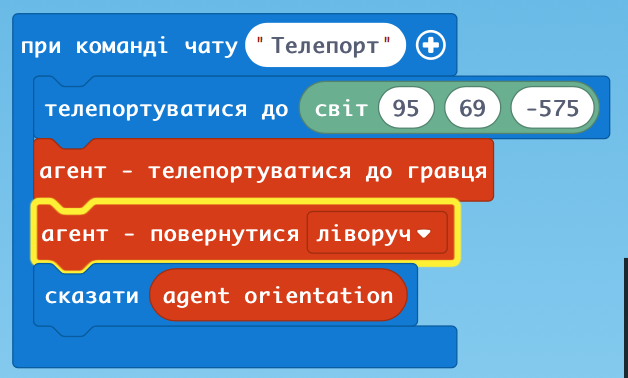 при команді чату "Телепорт"
телепортуватися до світ 95 69 -575
агент - телепортуватися до гравця
агент - повернутися ліворуч
сказати agent orientation